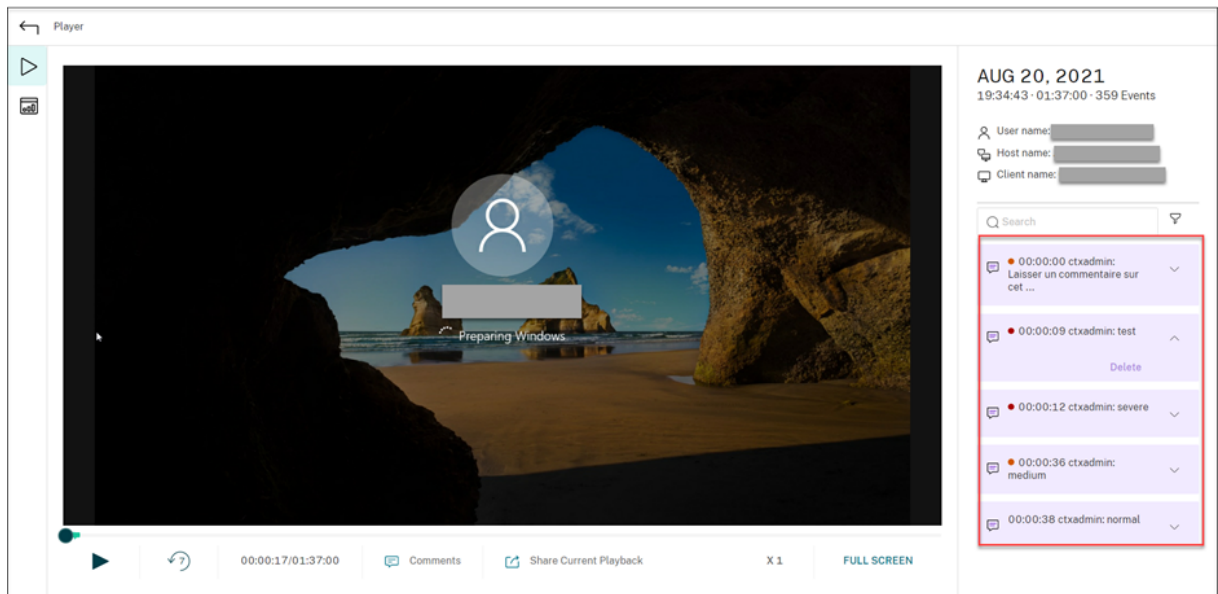 Player
Preparing Windows
7
00:00:17/01:37:00
Comments
Share Current Playback
X 1
FULL SCREEN
AUG 20, 2021
19:34:43 · 01:37:00 · 359 Events
User name:
Host name:
Client name:
Search
00:00:00 ctxadmin:
Laisser un commentaire sur
cet ...
00:00:09 ctxadmin: test
Delete
00:00:12 ctxadmin: severe
00:00:36 ctxadmin:
medium
00:00:38 ctxadmin: normal